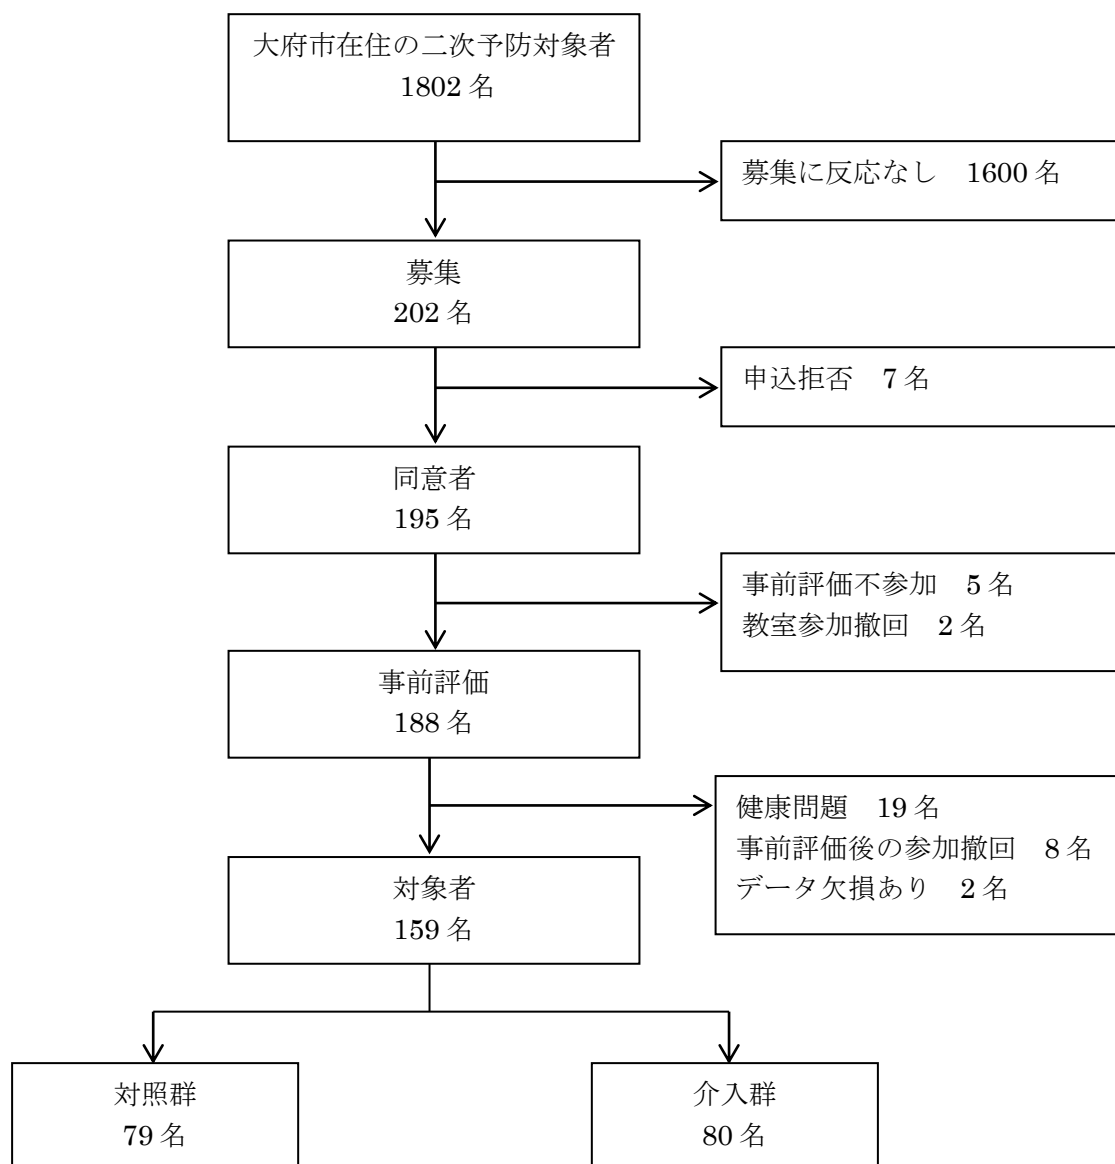 大府市在住の二次予防対象者
1802 名
募集に反応なし　1600 名
募集
202 名
申込拒否　7 名
同意者
195 名
事前評価不参加　5 名
教室参加撤回　2 名
事前評価
188 名
健康問題　19 名
事前評価後の参加撤回　8 名
データ欠損あり　2 名
対象者
159 名
対照群
79 名
介入群
80 名